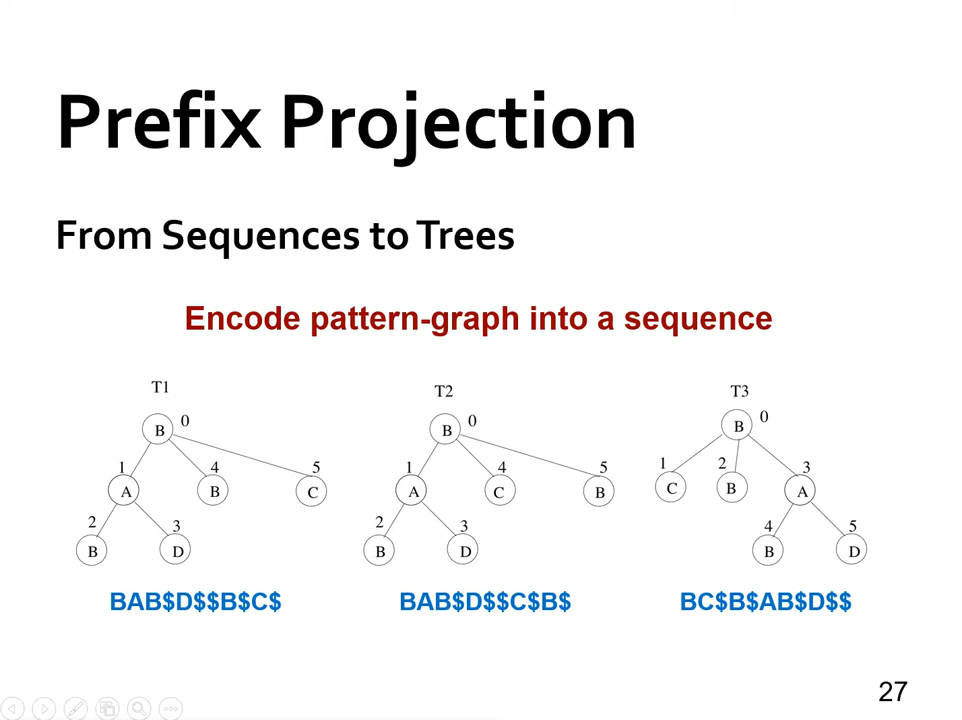 Prefix Projection
From Sequences to Trees
Encode pattern-graph into a sequence
T1
B 0
1 4 5
A B C
2 3
B D
BAB$D$$B$C$
T2
B 0
1 4 5
A C B
2 3
B D
BAB$D$$C$B$
T3
B 0
1 2 3
C B A
4 5
B D
BC$B$AB$D$$
27